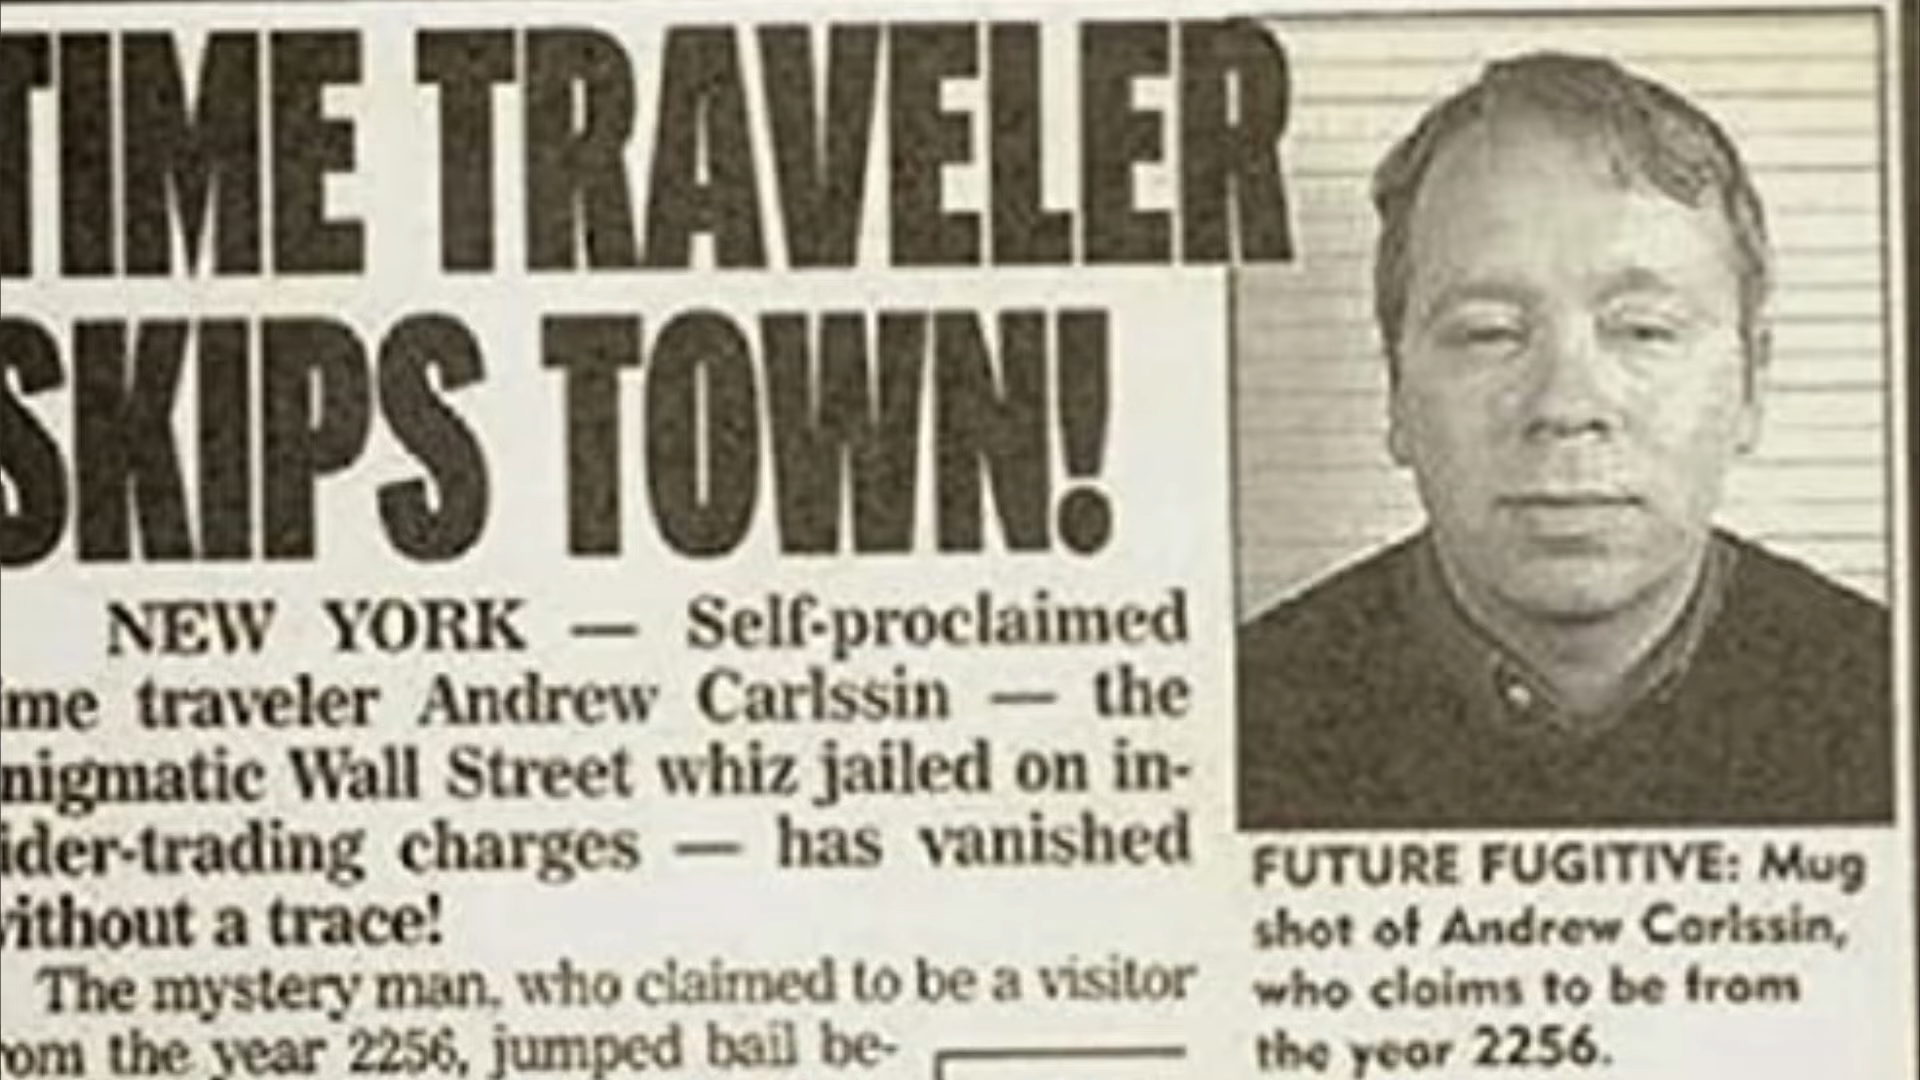 TIME TRAVELER
SKIPS TOWN!
NEW YORK — Self-proclaimed
ime traveler Andrew Carlssin — the
nigmatic Wall Street whiz jailed on in-
ider-trading charges — has vanished
vithout a trace!
The mystery man, who claimed to be a visitor
om the year 2256, jumped bail be-
FUTURE FUGITIVE: Mug
shot of Andrew Carlssin,
who claims to be from
the year 2256.